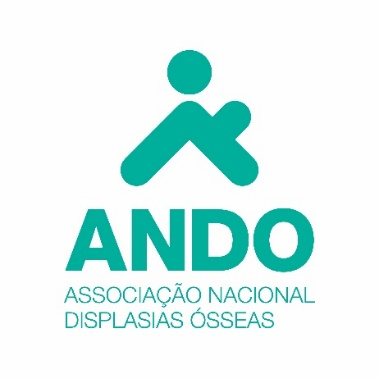 ANDO
ASSOCIAÇÃO NACIONAL
DISPLASIAS ÓSSEAS